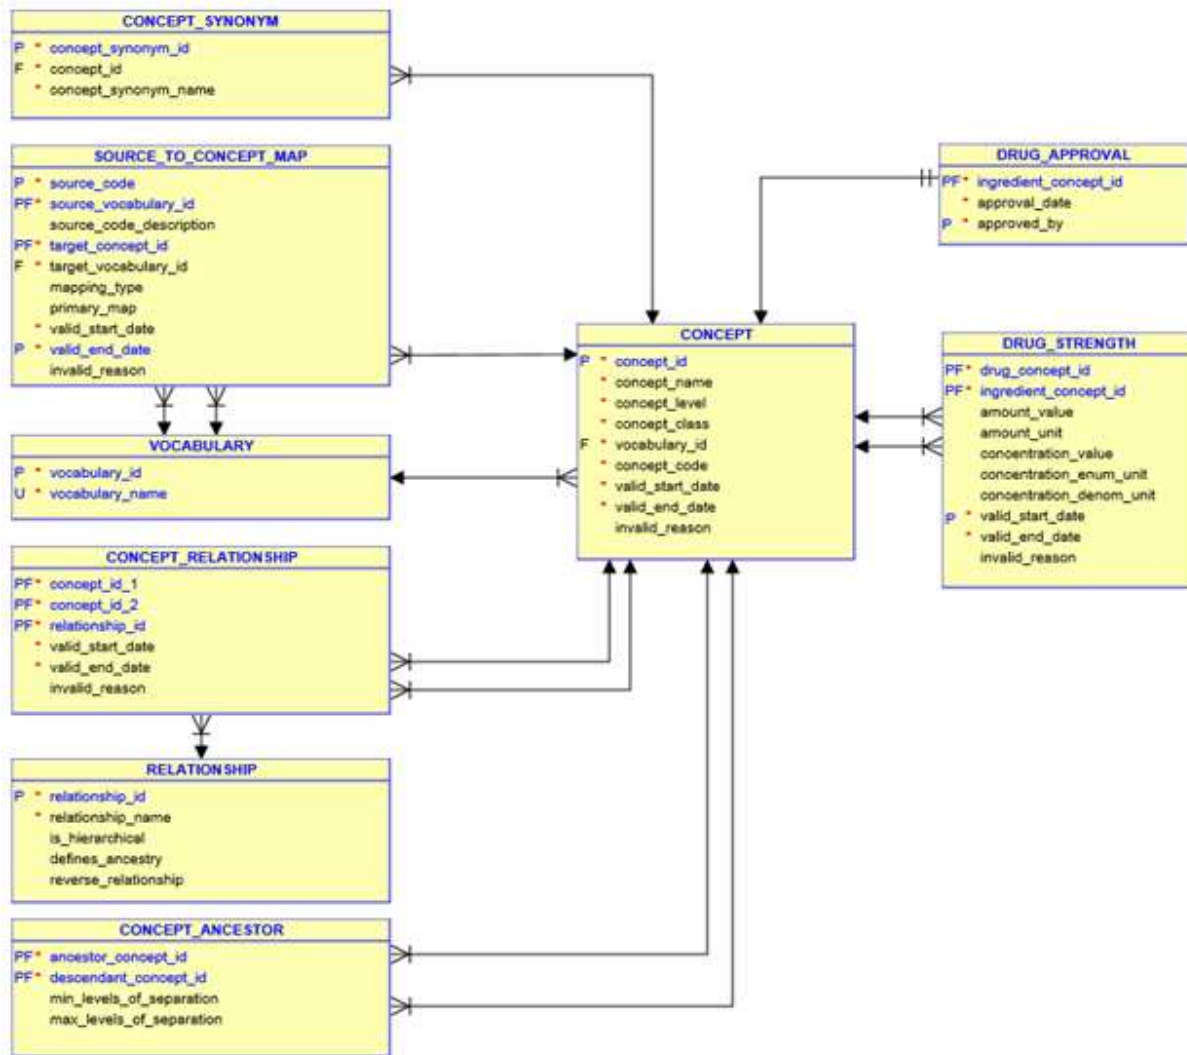 CONCEPT_SYNONYM
P * concept_synonym_id
F * concept_id
* concept_synonym_name
SOURCE_TO_CONCEPT_MAP
P * source_code
PF* source_vocabulary_id
source_code_description
PF* target_concept_id
F * target_vocabulary_id
mapping_type
primary_map
* valid_start_date
P * valid_end_date
invalid_reason
VOCABULARY
P * vocabulary_id
U * vocabulary_name
CONCEPT_RELATIONSHIP
PF* concept_id_1
PF* concept_id_2
PF* relationship_id
* valid_start_date
* valid_end_date
invalid_reason
RELATIONSHIP
P * relationship_id
* relationship_name
is_hierarchical
defines_ancestry
reverse_relationship
CONCEPT_ANCESTOR
PF* ancestor_concept_id
PF* descendant_concept_id
min_levels_of_separation
max_levels_of_separation
CONCEPT
P * concept_id
* concept_name
* concept_level
* concept_class
F * vocabulary_id
* concept_code
* valid_start_date
* valid_end_date
invalid_reason
DRUG_APPROVAL
PF* ingredient_concept_id
* approval_date
P * approved_by
DRUG_STRENGTH
PF* drug_concept_id
PF* ingredient_concept_id
amount_value
amount_unit
concentration_value
concentration_enum_unit
concentration_denom_unit
P * valid_start_date
* valid_end_date
invalid_reason